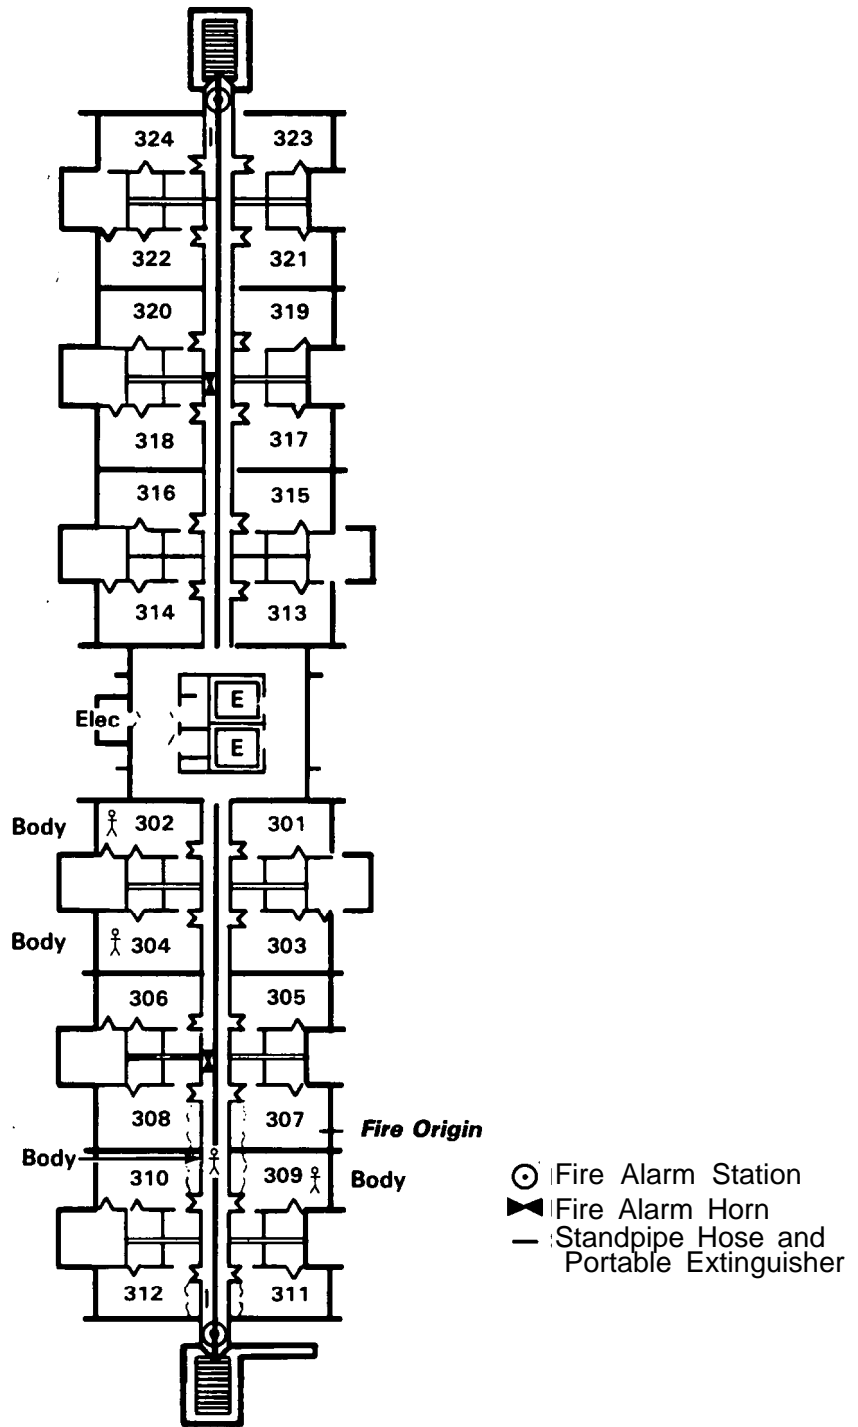 324 323
322 321
320 319
318 317
316 315
314 313
E
Elec
E
Body 302 301
Body 304 303
306 305
308 307
Fire Origin
Body 310 309 Body
312 311
Fire Alarm Station
Fire Alarm Horn
Standpipe Hose and
Portable Extinguisher